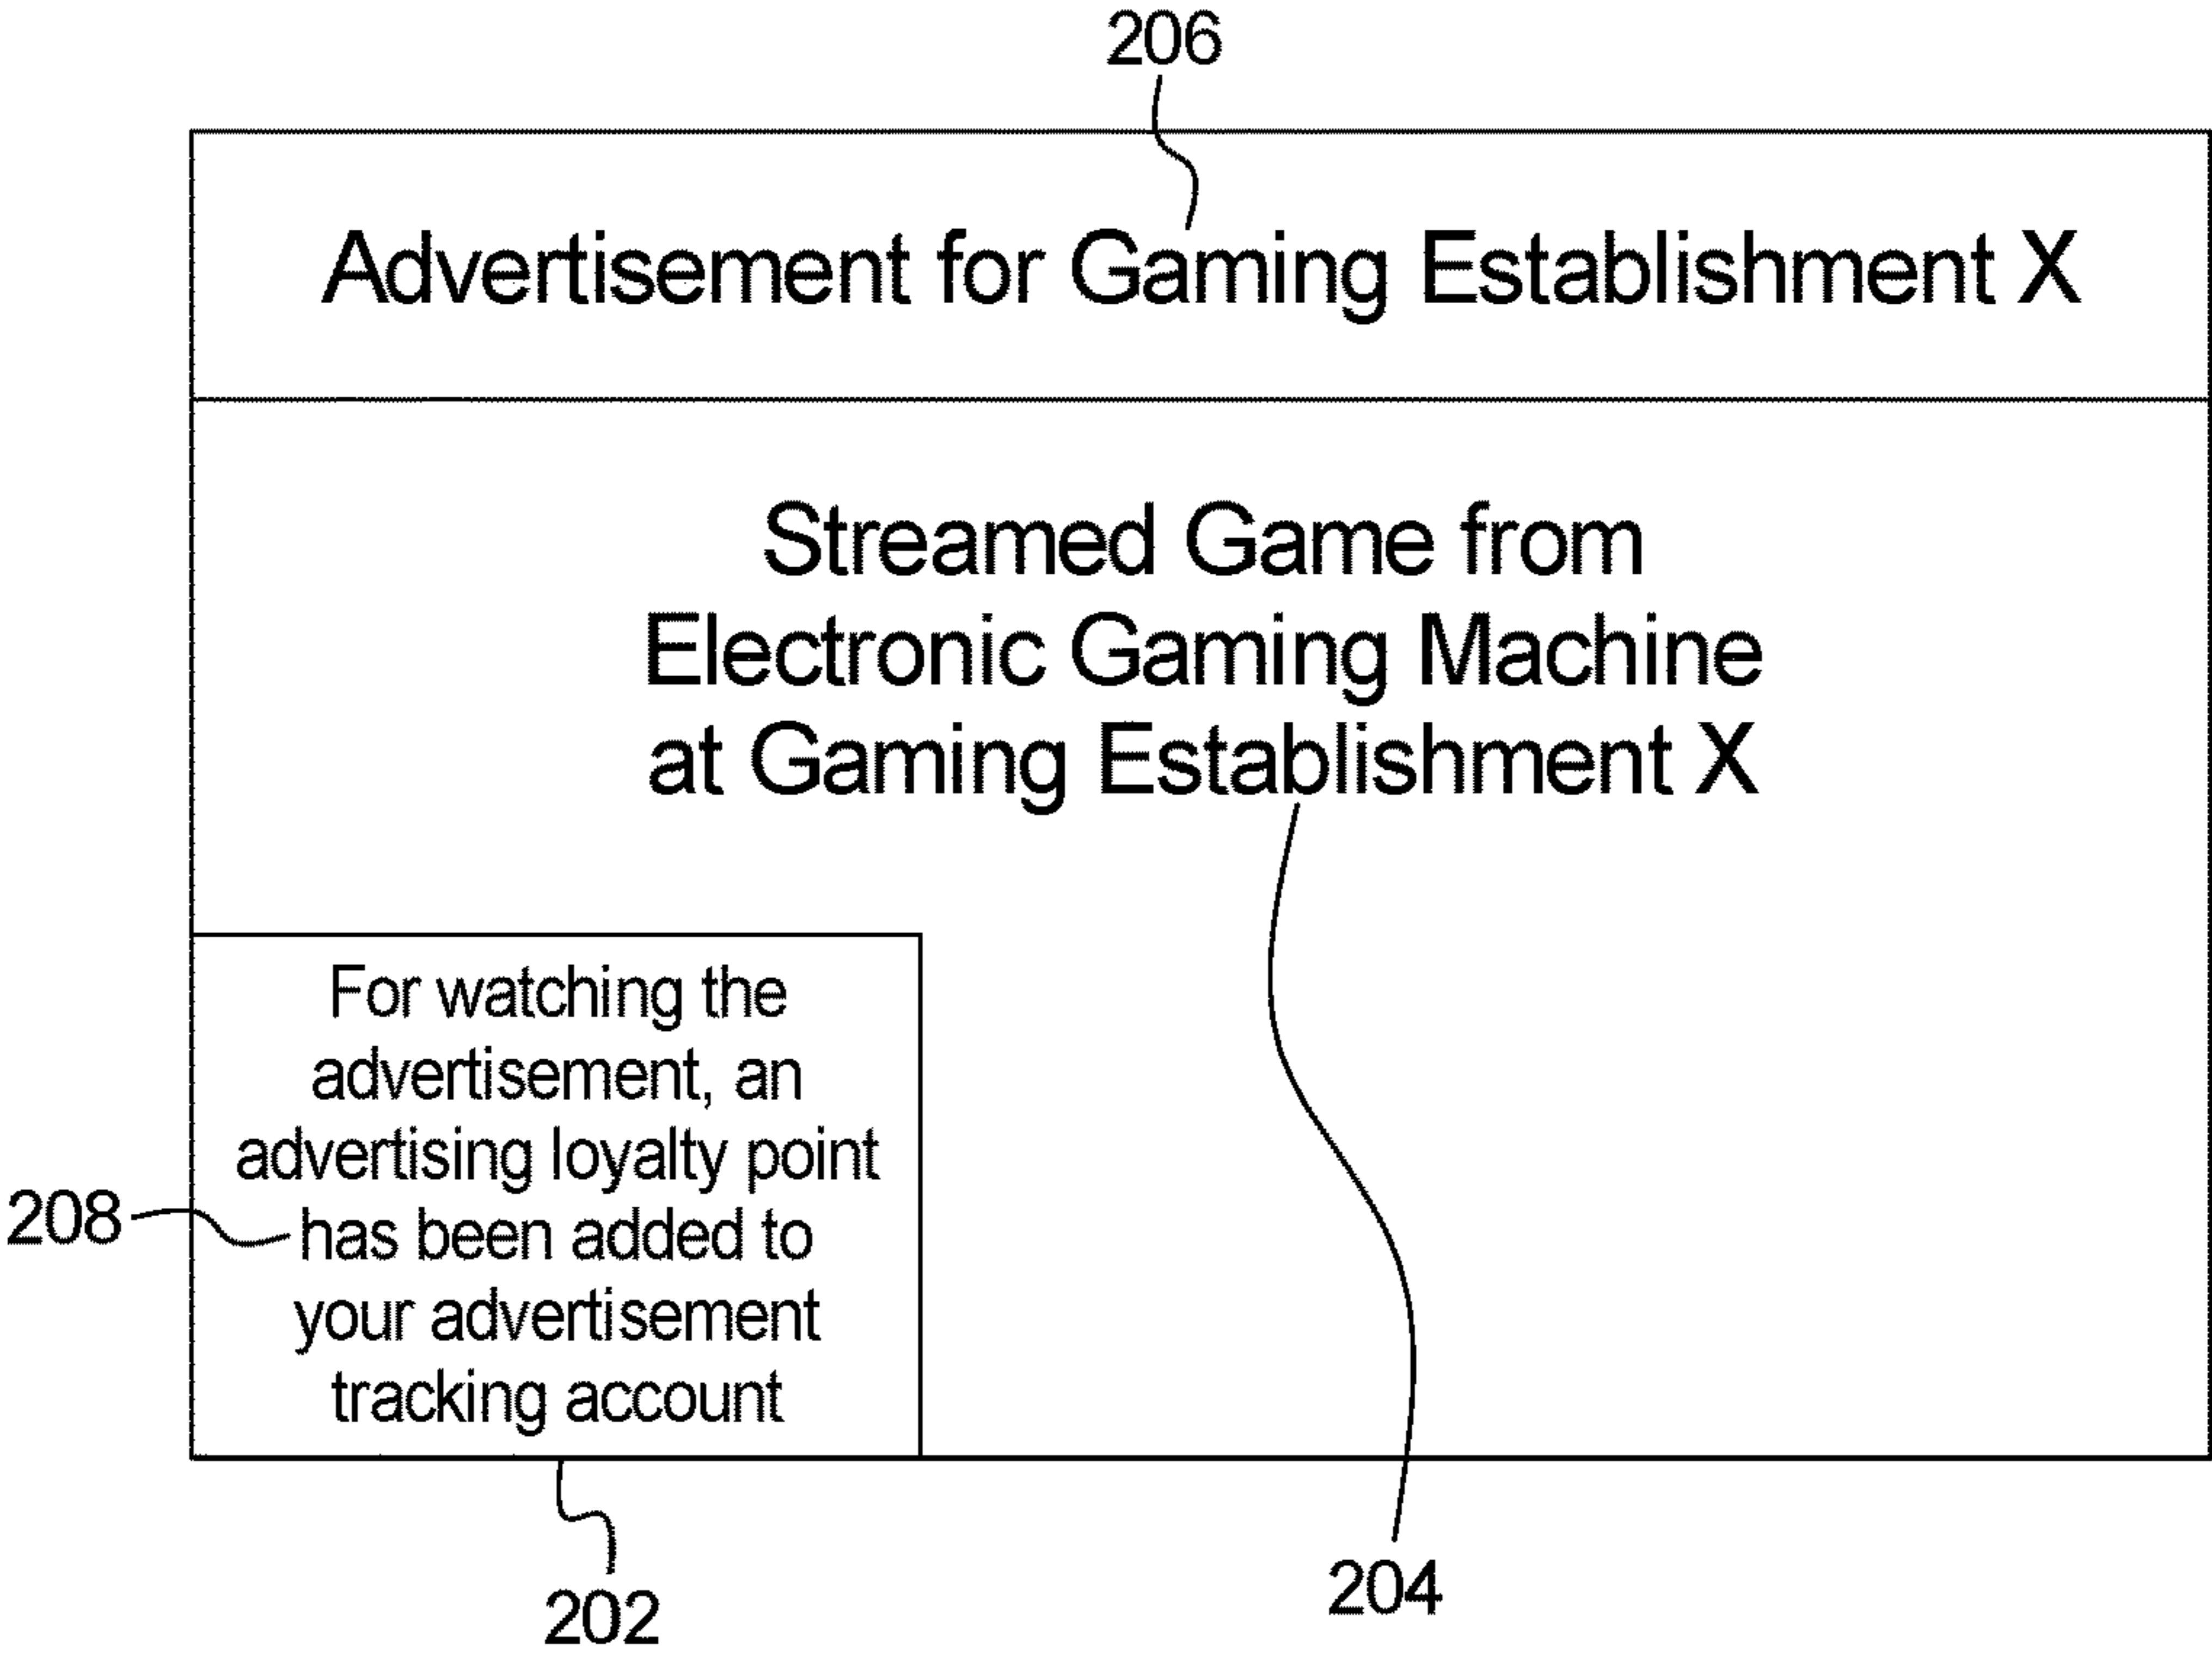 206
Advertisement for Gaming Establishment X
Streamed Game from
Electronic Gaming Machine
at Gaming Establishment X
For watching the
advertisement, an
advertising loyalty point
208
has been added to
your advertisement
tracking account
202
204